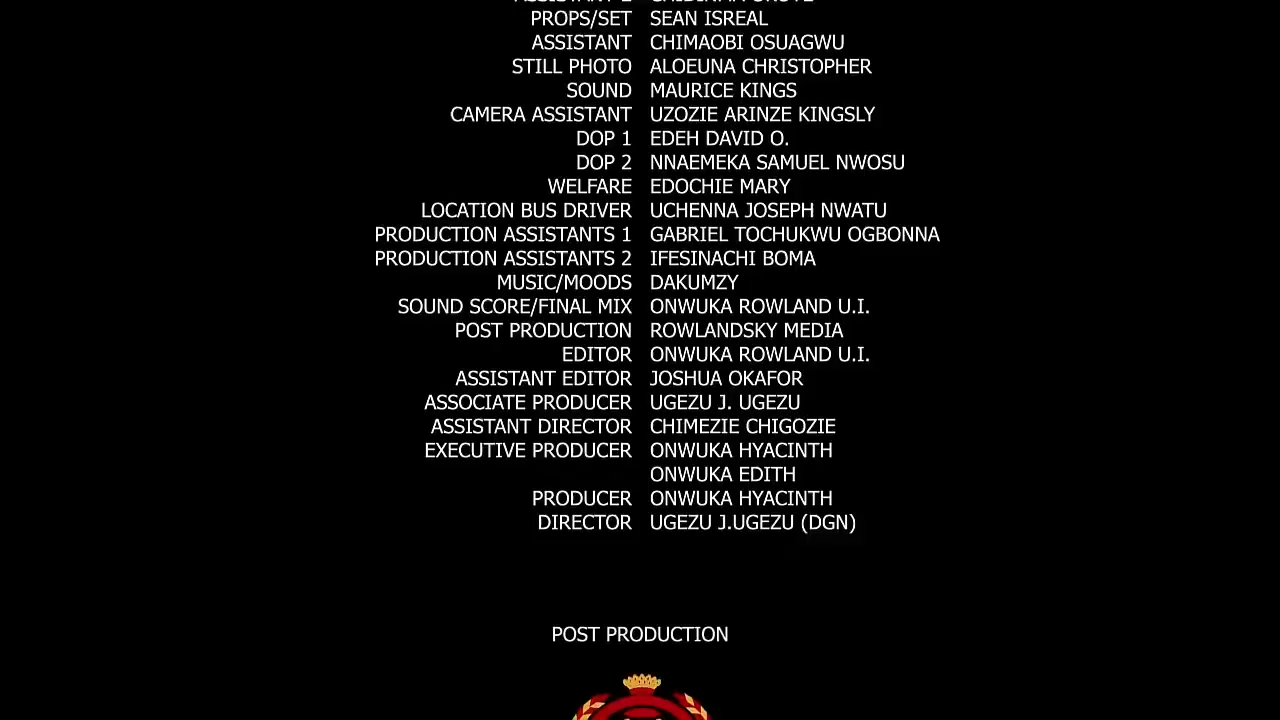 PROPS/SET SEAN ISREAL
ASSISTANT CHIMAOBI OSUAGWU
STILL PHOTO ALOEUNA CHRISTOPHER
SOUND MAURICE KINGS
CAMERA ASSISTANT UZOZIE ARINZE KINGSLY
DOP 1 EDEH DAVID O.
DOP 2 NNAEMEKA SAMUEL NWOSU
WELFARE EDOCHIE MARY
LOCATION BUS DRIVER UCHENNA JOSEPH NWATU
PRODUCTION ASSISTANTS 1 GABRIEL TOCHUKWU OGBONNA
PRODUCTION ASSISTANTS 2 IFESINACHI BOMA
MUSIC/MOODS DAKUMZY
SOUND SCORE/FINAL MIX ONWUKA ROWLAND U.I.
POST PRODUCTION ROWLANDSKY MEDIA
EDITOR ONWUKA ROWLAND U.I.
ASSISTANT EDITOR JOSHUA OKAFOR
ASSOCIATE PRODUCER UGEZU J. UGEZU
ASSISTANT DIRECTOR CHIMEZIE CHIGOZIE
EXECUTIVE PRODUCER ONWUKA HYACINTH
ONWUKA EDITH
PRODUCER ONWUKA HYACINTH
DIRECTOR UGEZU J.UGEZU (DGN)
POST PRODUCTION